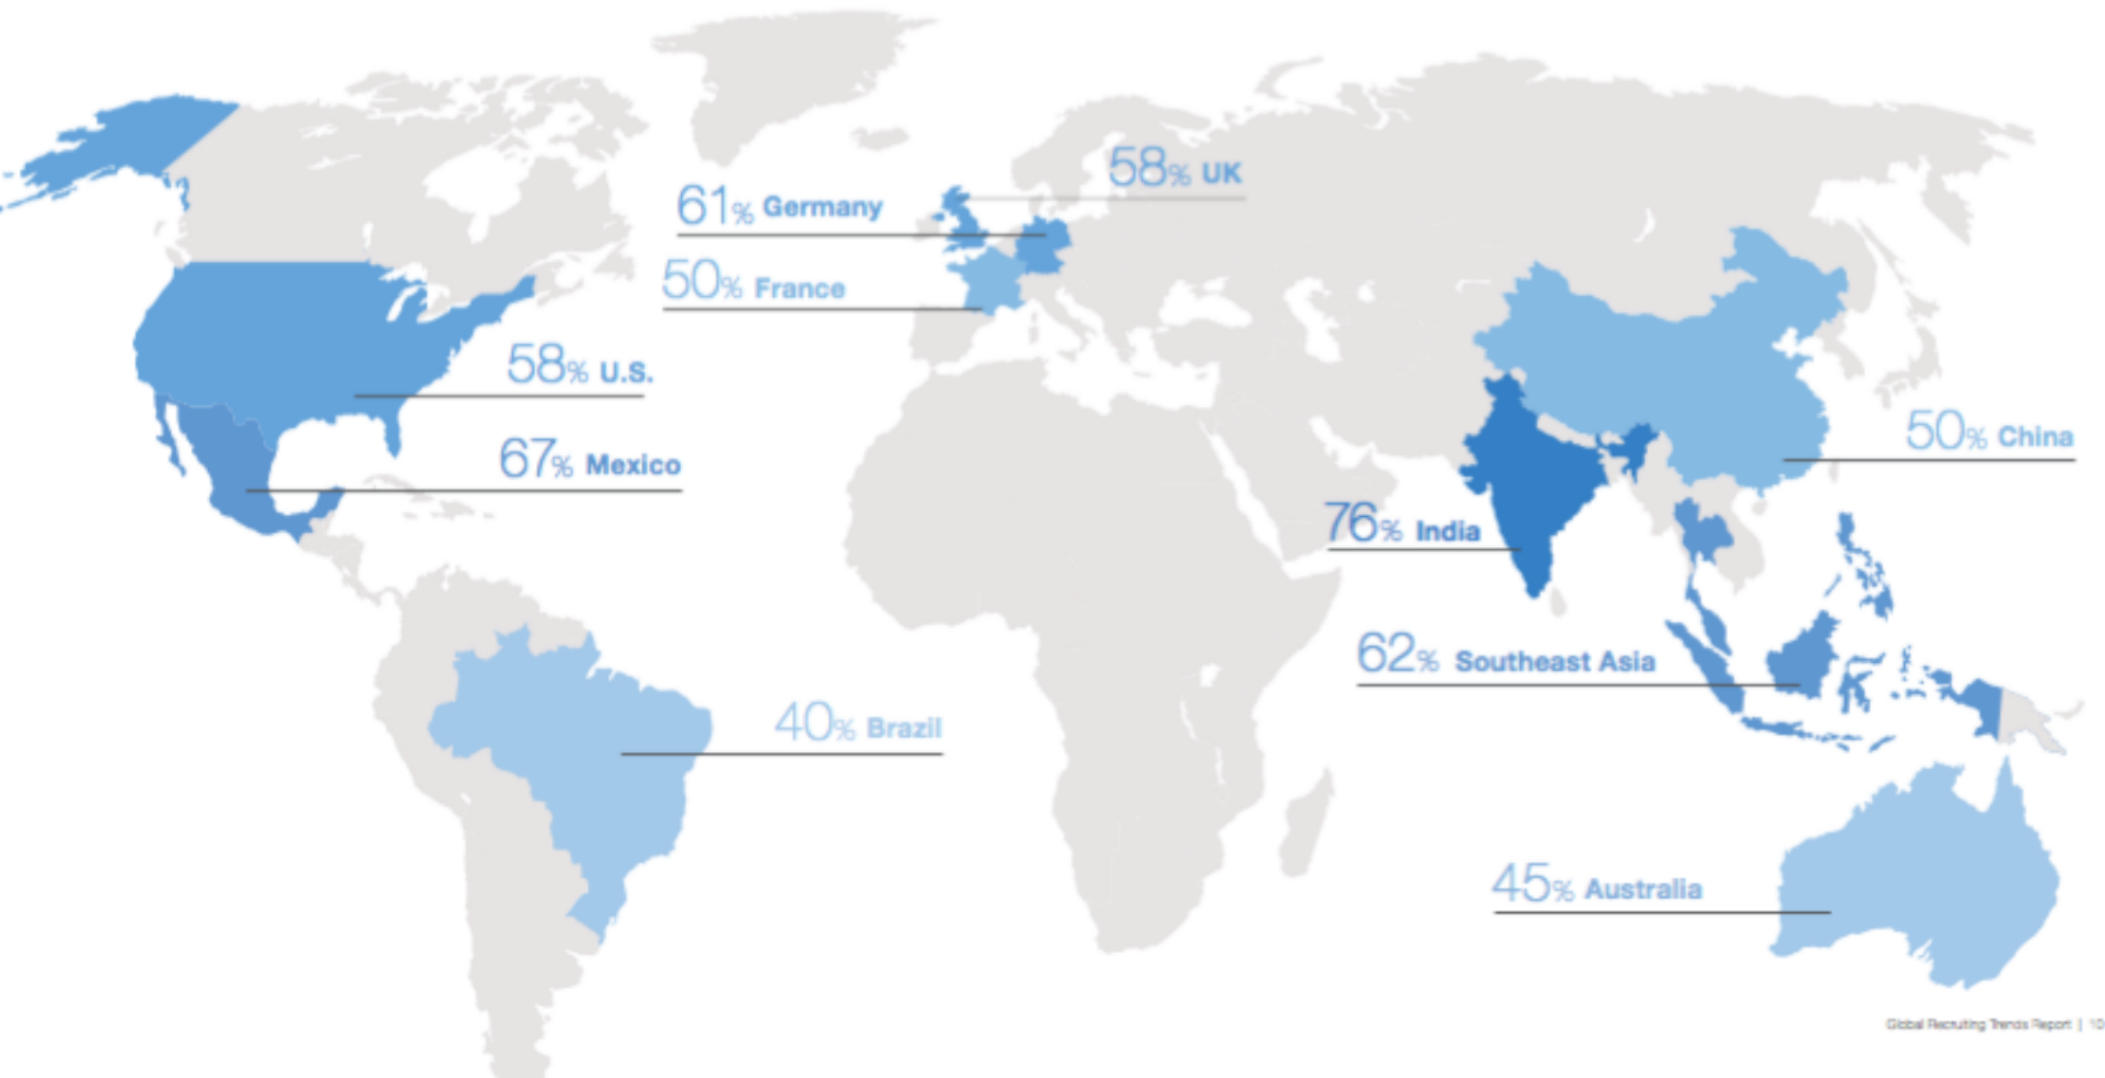 58% UK
61% Germany
50% France
58% U.S.
67% Mexico
50% China
76% India
62% Southeast Asia
40% Brazil
45% Australia
Global Recruiting Trends Report | 10